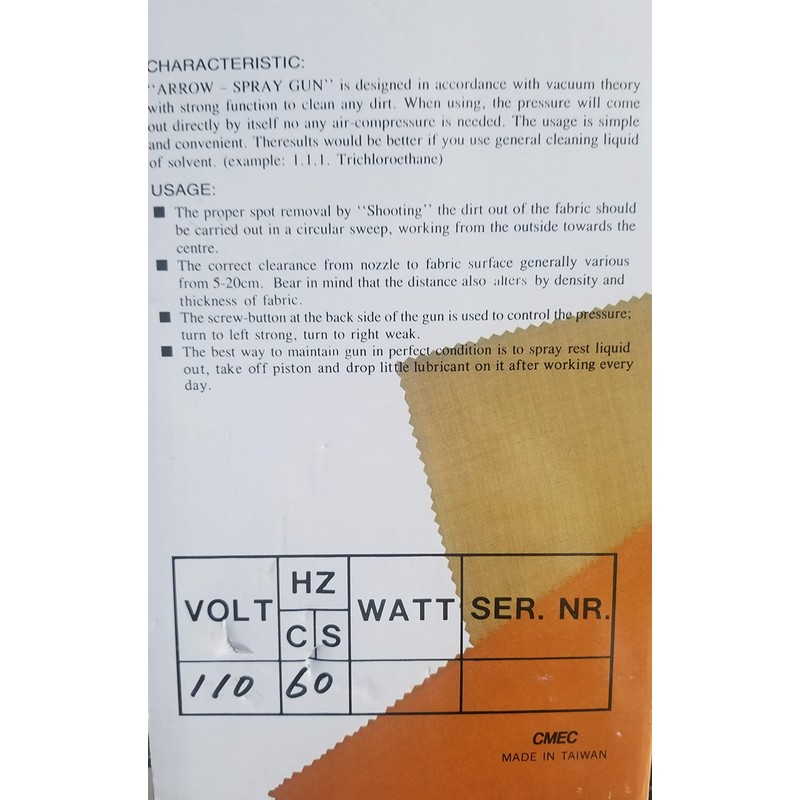 CHARACTERISTIC:
"ARROW – SPRAY GUN" is designed in accordance with vacuum theory
with strong function to clean any dirt. When using, the pressure will come
out directly by itself no any air-compressure is needed. The usage is simple
and convenient. Theresults would be better if you use general cleaning liquid
of solvent. (example: 1.1.1. Trichloroethane)
USAGE:
■ The proper spot removal by "Shooting" the dirt out of the fabric should
be carried out in a circular sweep, working from the outside towards the
centre.
■ The correct clearance from nozzle to fabric surface generally various
from 5-20cm. Bear in mind that the distance also alters by density and
thickness of fabric.
■ The screw-button at the back side of the gun is used to control the pressure;
turn to left strong, turn to right weak.
■ The best way to maintain gun in perfect condition is to spray rest liquid
out, take off piston and drop little lubricant on it after working every
day.
HZ
VOLT WATT SER. NR.
C S
110 60
CMEC
MADE IN TAIWAN